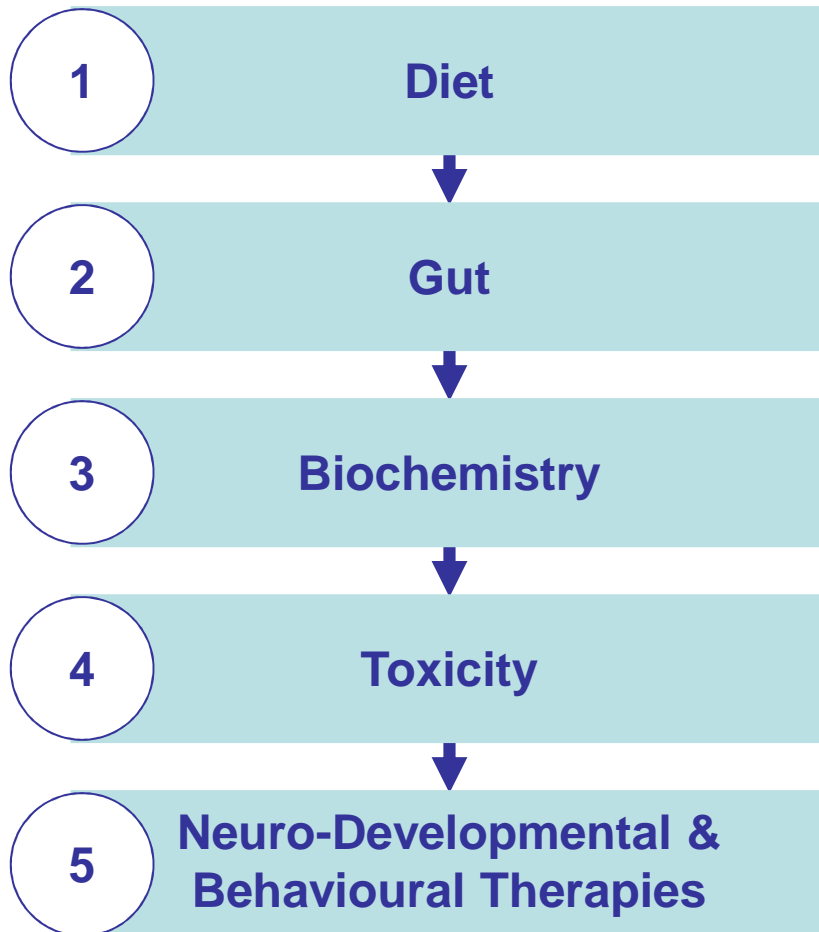 1
Diet
2
Gut
3
Biochemistry
4
Toxicity
5
Neuro-Developmental &
Behavioural Therapies